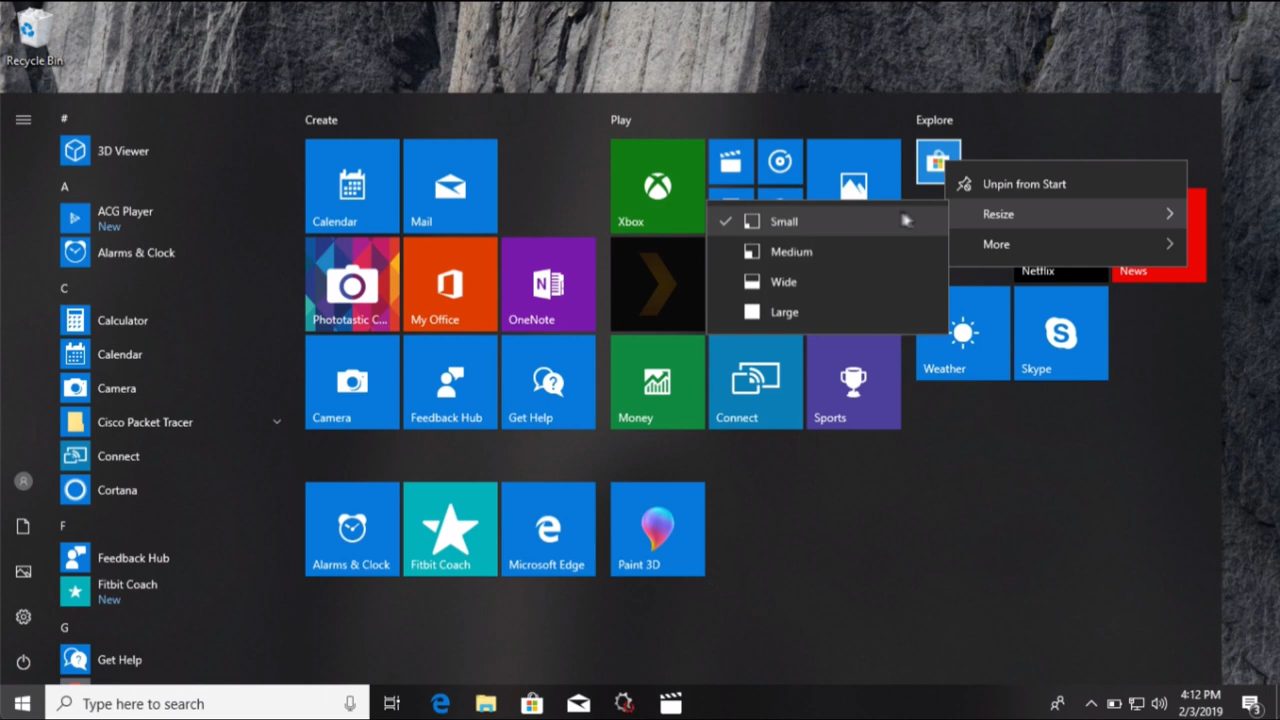 Recycle Bin
#
3D Viewer
A
ACG Player
New
Alarms & Clock
C
Calculator
Calendar
Camera
Cisco Packet Tracer
Connect
Cortana
F
Feedback Hub
Fitbit Coach
New
G
Get Help
Create
Calendar
Mail
Phototastic C...
My Office
OneNote
Camera
Feedback Hub
Get Help
Alarms & Clock
Fitbit Coach
Microsoft Edge
Play
Xbox
Money
Connect
Sports
Paint 3D
Small
Medium
Wide
Large
Explore
Unpin from Start
Resize
More
Netflix
News
Weather
Skype
Type here to search
4:12 PM
2/3/2019
3